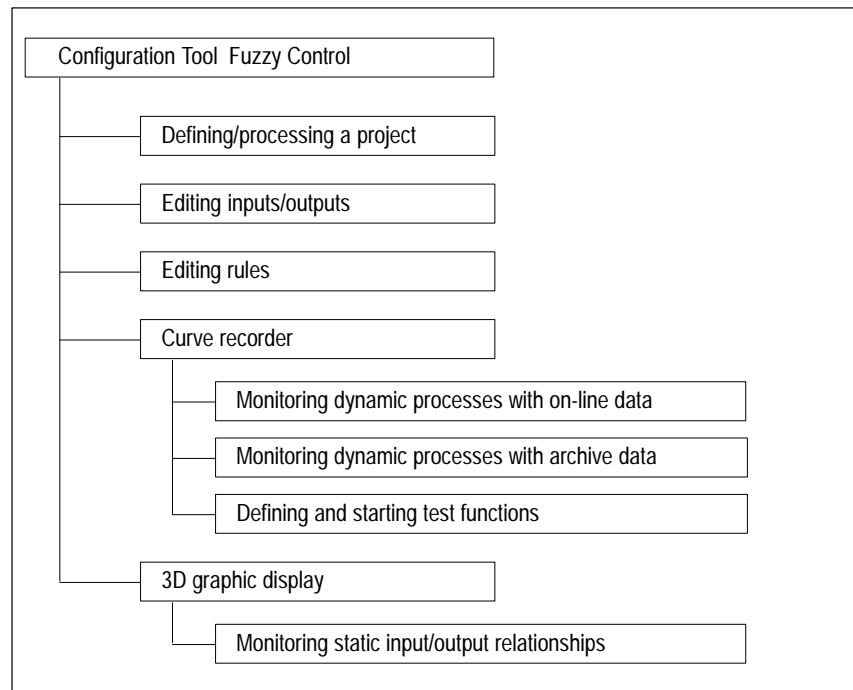 Configuration Tool Fuzzy Control
Defining/processing a project
Editing inputs/outputs
Editing rules
Curve recorder
Monitoring dynamic processes with on-line data
Monitoring dynamic processes with archive data
Defining and starting test functions
3D graphic display
Monitoring static input/output relationships